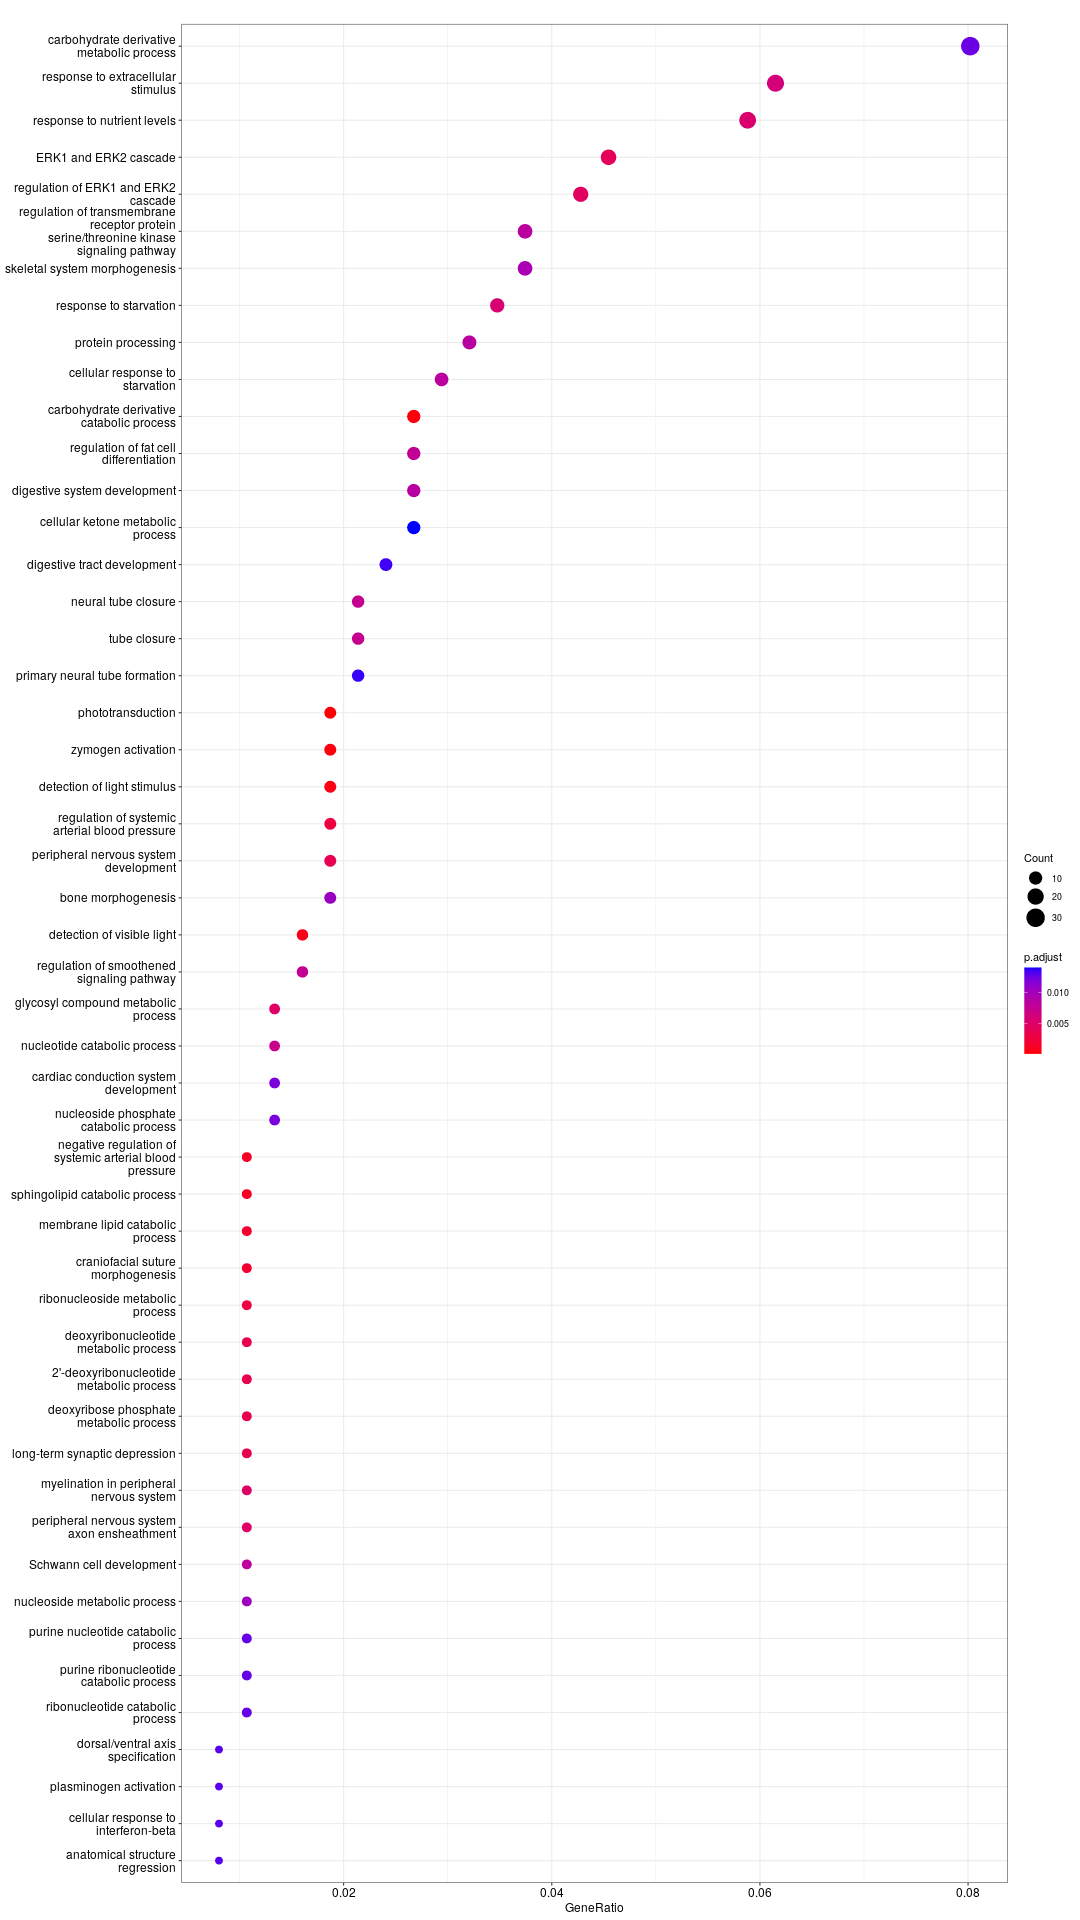 carbohydrate derivative
metabolic process
response to extracellular
stimulus
response to nutrient levels
ERK1 and ERK2 cascade
regulation of ERK1 and ERK2
cascade
regulation of transmembrane
receptor protein
serine/threonine kinase
signaling pathway
skeletal system morphogenesis
response to starvation
protein processing
cellular response to
starvation
carbohydrate derivative
catabolic process
regulation of fat cell
differentiation
digestive system development
cellular ketone metabolic
process
digestive tract development
neural tube closure
tube closure
primary neural tube formation
phototransduction
zymogen activation
detection of light stimulus
regulation of systemic
arterial blood pressure
peripheral nervous system
development
bone morphogenesis
detection of visible light
regulation of smoothened
signaling pathway
glycosyl compound metabolic
process
nucleotide catabolic process
cardiac conduction system
development
nucleoside phosphate
catabolic process
negative regulation of
systemic arterial blood
pressure
sphingolipid catabolic process
membrane lipid catabolic
process
craniofacial suture
morphogenesis
ribonucleoside metabolic
process
deoxyribonucleotide
metabolic process
2'-deoxyribonucleotide
metabolic process
deoxyribose phosphate
metabolic process
long-term synaptic depression
myelination in peripheral
nervous system
peripheral nervous system
axon ensheathment
Schwann cell development
nucleoside metabolic process
purine nucleotide catabolic
process
purine ribonucleotide
catabolic process
ribonucleotide catabolic
process
dorsal/ventral axis
specification
plasminogen activation
cellular response to
interferon-beta
anatomical structure
regression
0.02 0.04 0.06 0.08
GeneRatio
Count
10
20
30
p.adjust
0.010
0.005